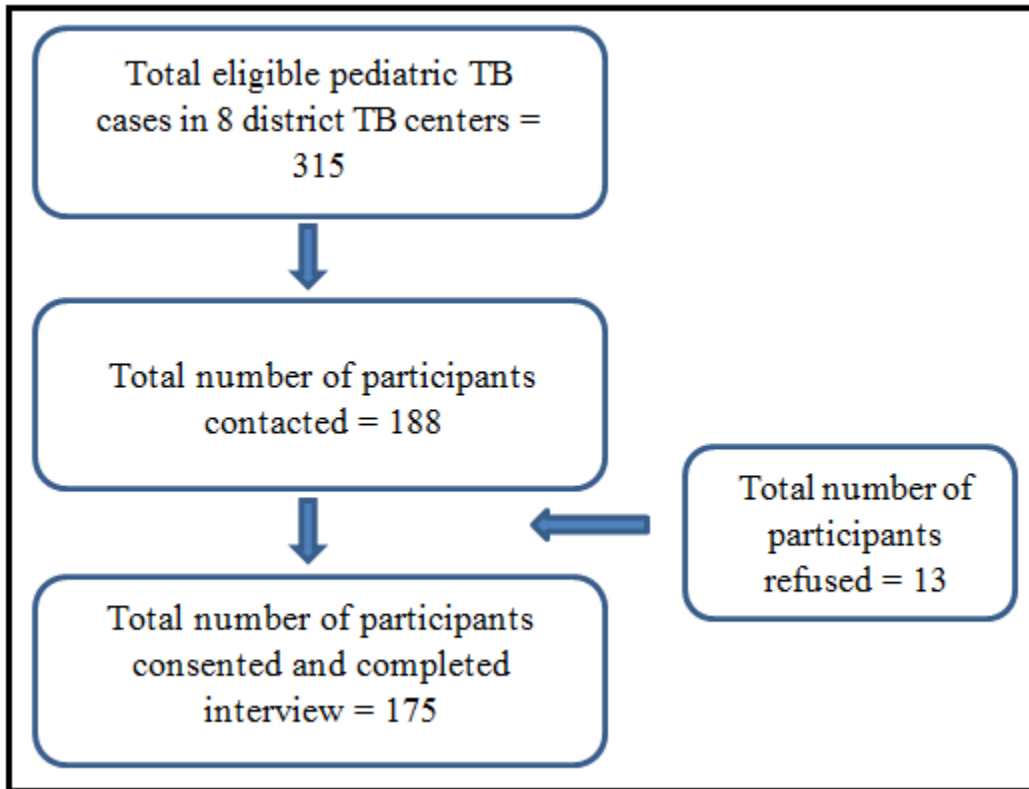 Total eligible pediatric TB
cases in 8 district TB centers =
315
Total number of participants
contacted = 188
Total number of
participants
refused = 13
Total number of participants
consented and completed
interview = 175